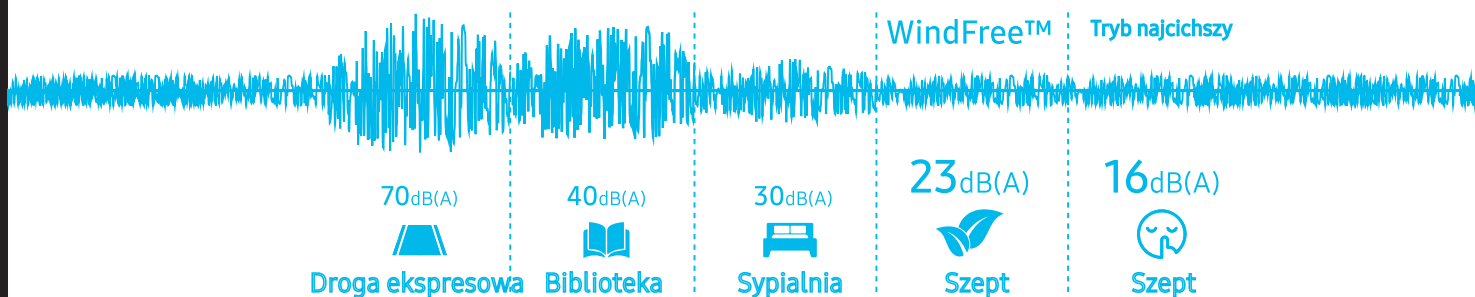 WindFree™
Tryb najcichszy
70dB(A)
40dB(A)
30dB(A)
23dB(A)
16dB(A)
Droga ekspresowa
Biblioteka
Sypialnia
Szept
Szept